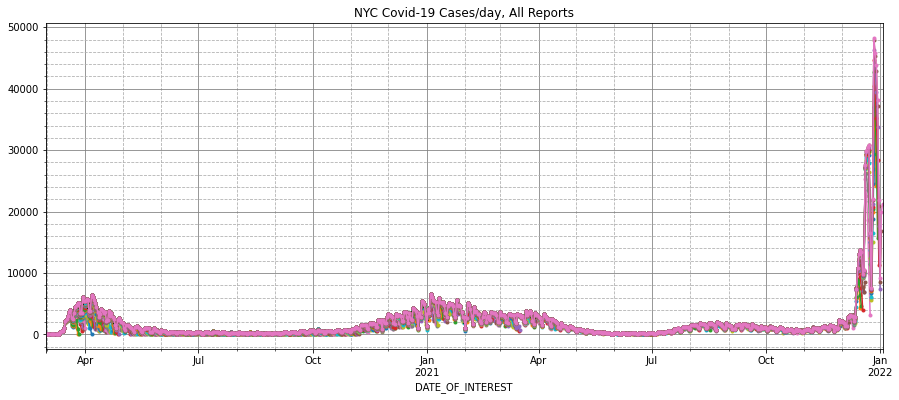 NYC Covid-19 Cases/day, All Reports
50000
40000
30000
20000
10000
0
Apr Jul Oct Jan Apr Jul Oct Jan
2021 2022
DATE_OF_INTEREST